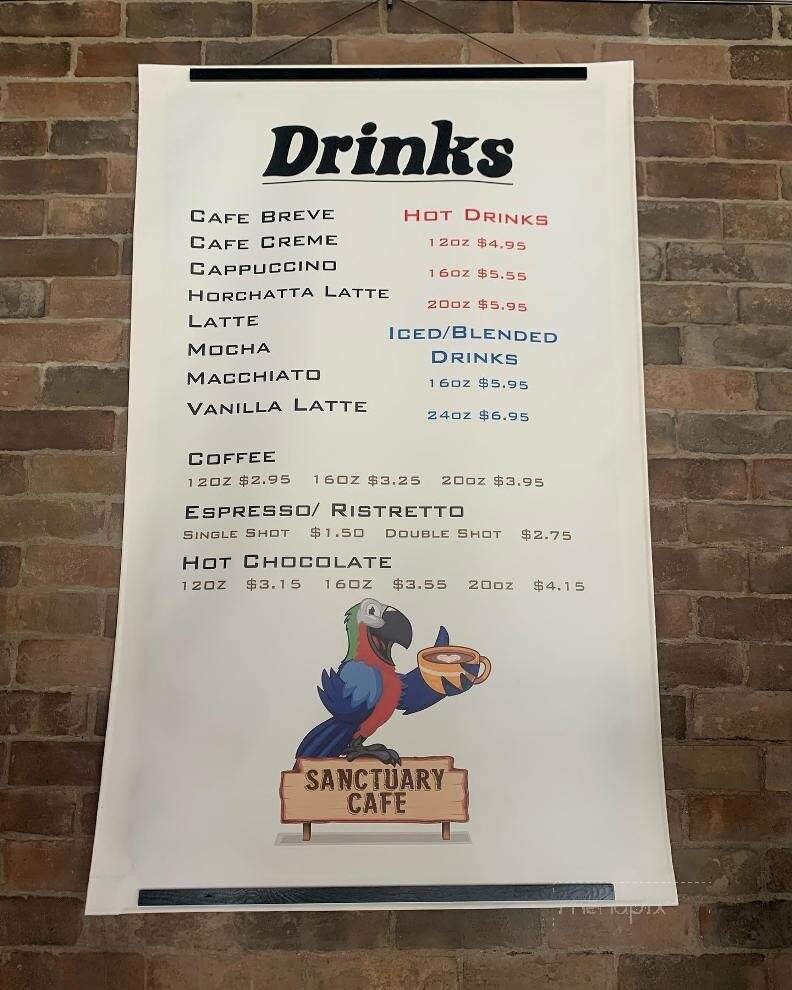 Drinks
CAFE BREVE
CAFE CREME
CAPPUCCINO
HORCHATTA LATTE
LATTE
MOCHA
MACCHIATO
VANILLA LATTE
HOT DRINKS
12OZ $4.95
16OZ $5.55
20OZ $5.95
ICED/BLENDED
DRINKS
16OZ $5.95
24OZ $6.95
COFFEE
12OZ $2.95 16OZ $3.25 20OZ $3.95
ESPRESSO/ RISTRETTO
SINGLE SHOT $1.50 DOUBLE SHOT $2.75
HOT CHOCOLATE
12OZ $3.15 16OZ $3.55 20OZ $4.15
SANCTUARY
CAFE
menupix